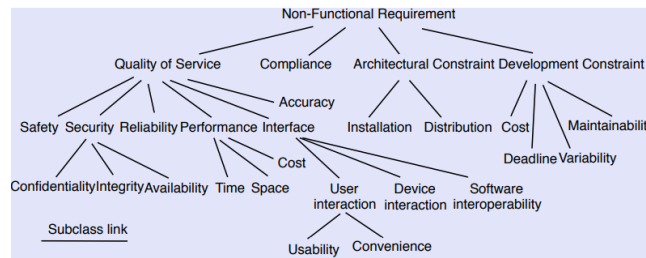 Non-Functional Requirement
Quality of Service Compliance Architectural Constraint Development Constraint
Accuracy
Safety Security Reliability Performance Interface Installation Distribution Cost Maintainabilit
Cost Deadline Variability
Confidentiality Integrity Availability Time Space User interaction Device interaction Software interoperability
Subclass link
Usability Convenience